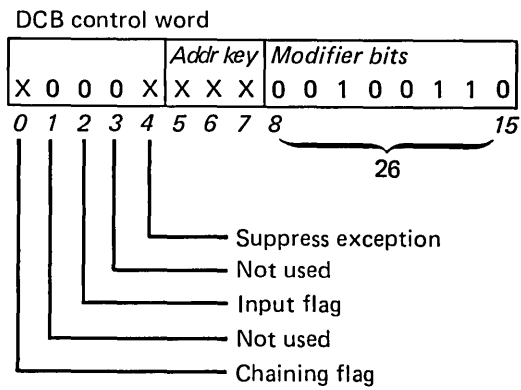 DCB control word
Addr key Modifier bits
X 0 0 0 X X X X 0 0 1 0 0 1 1 0
0 1 2 3 4 5 6 7 8 15
26
Suppress exception
Not used
Input flag
Not used
Chaining flag